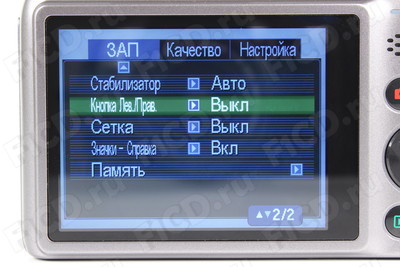 ЗАП Качество Настройка
Стабилизатор Авто
Кнопка Лев./Прав. Выкл
Сетка Выкл
Значки - Справка Вкл
Память
2/2